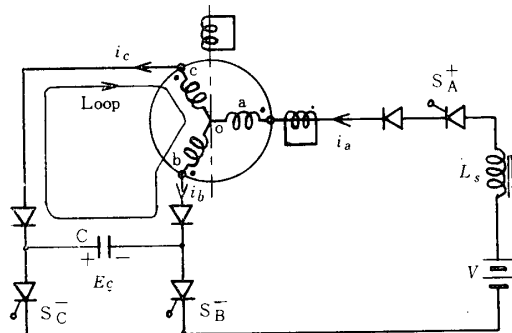 i_c
c
S_A^+
Loop
a
o
i_a
b
i_b
L_s
C
+ −
E_c
V
S_C^-
S_B^-